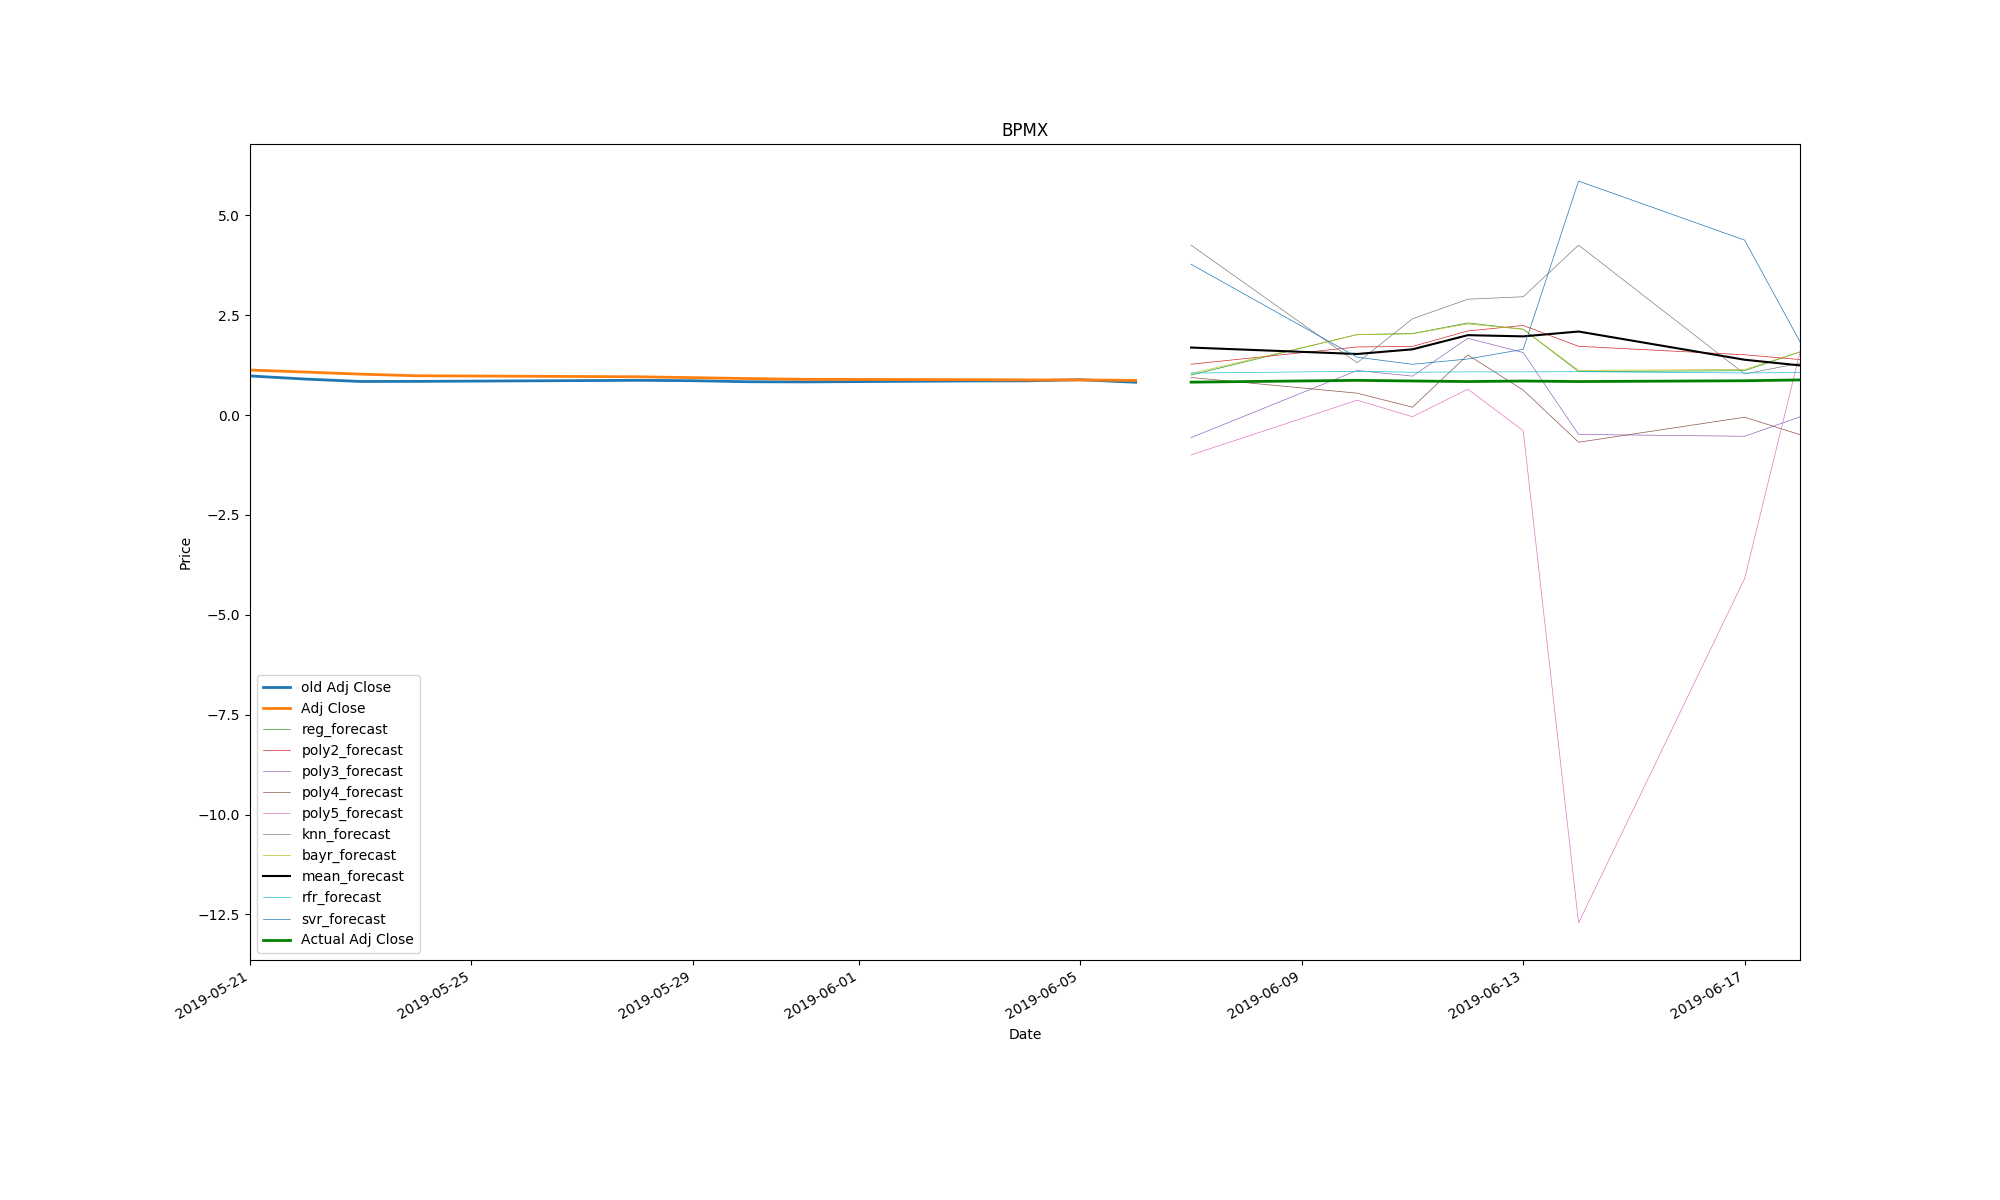 BPMX
5.0
2.5
0.0
−2.5
−5.0
−7.5
−10.0
−12.5
Price
old Adj Close
Adj Close
reg_forecast
poly2_forecast
poly3_forecast
poly4_forecast
poly5_forecast
knn_forecast
bayr_forecast
mean_forecast
rfr_forecast
svr_forecast
Actual Adj Close
2019-05-21
2019-05-25
2019-05-29
2019-06-01
2019-06-05
2019-06-09
2019-06-13
2019-06-17
Date